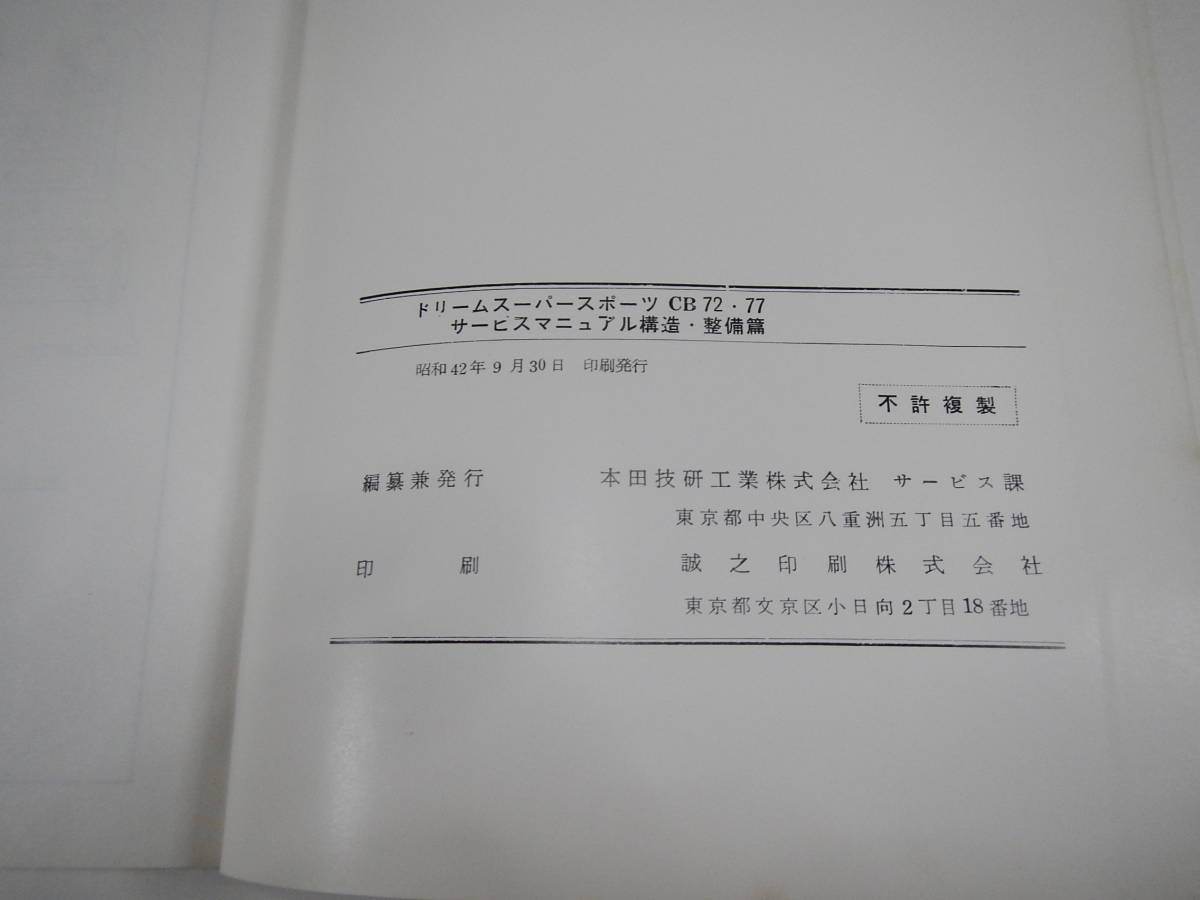 ドリームスーパースポーツ CB 72・77
サービスマニュアル構造・整備篇
昭和42年9月30日 印刷発行
不許複製
編纂兼発行 本田技研工業株式会社 サービス課
東京都中央区八重洲五丁目五番地
印刷 誠之印刷株式会社
東京都文京区小日向2丁目18番地